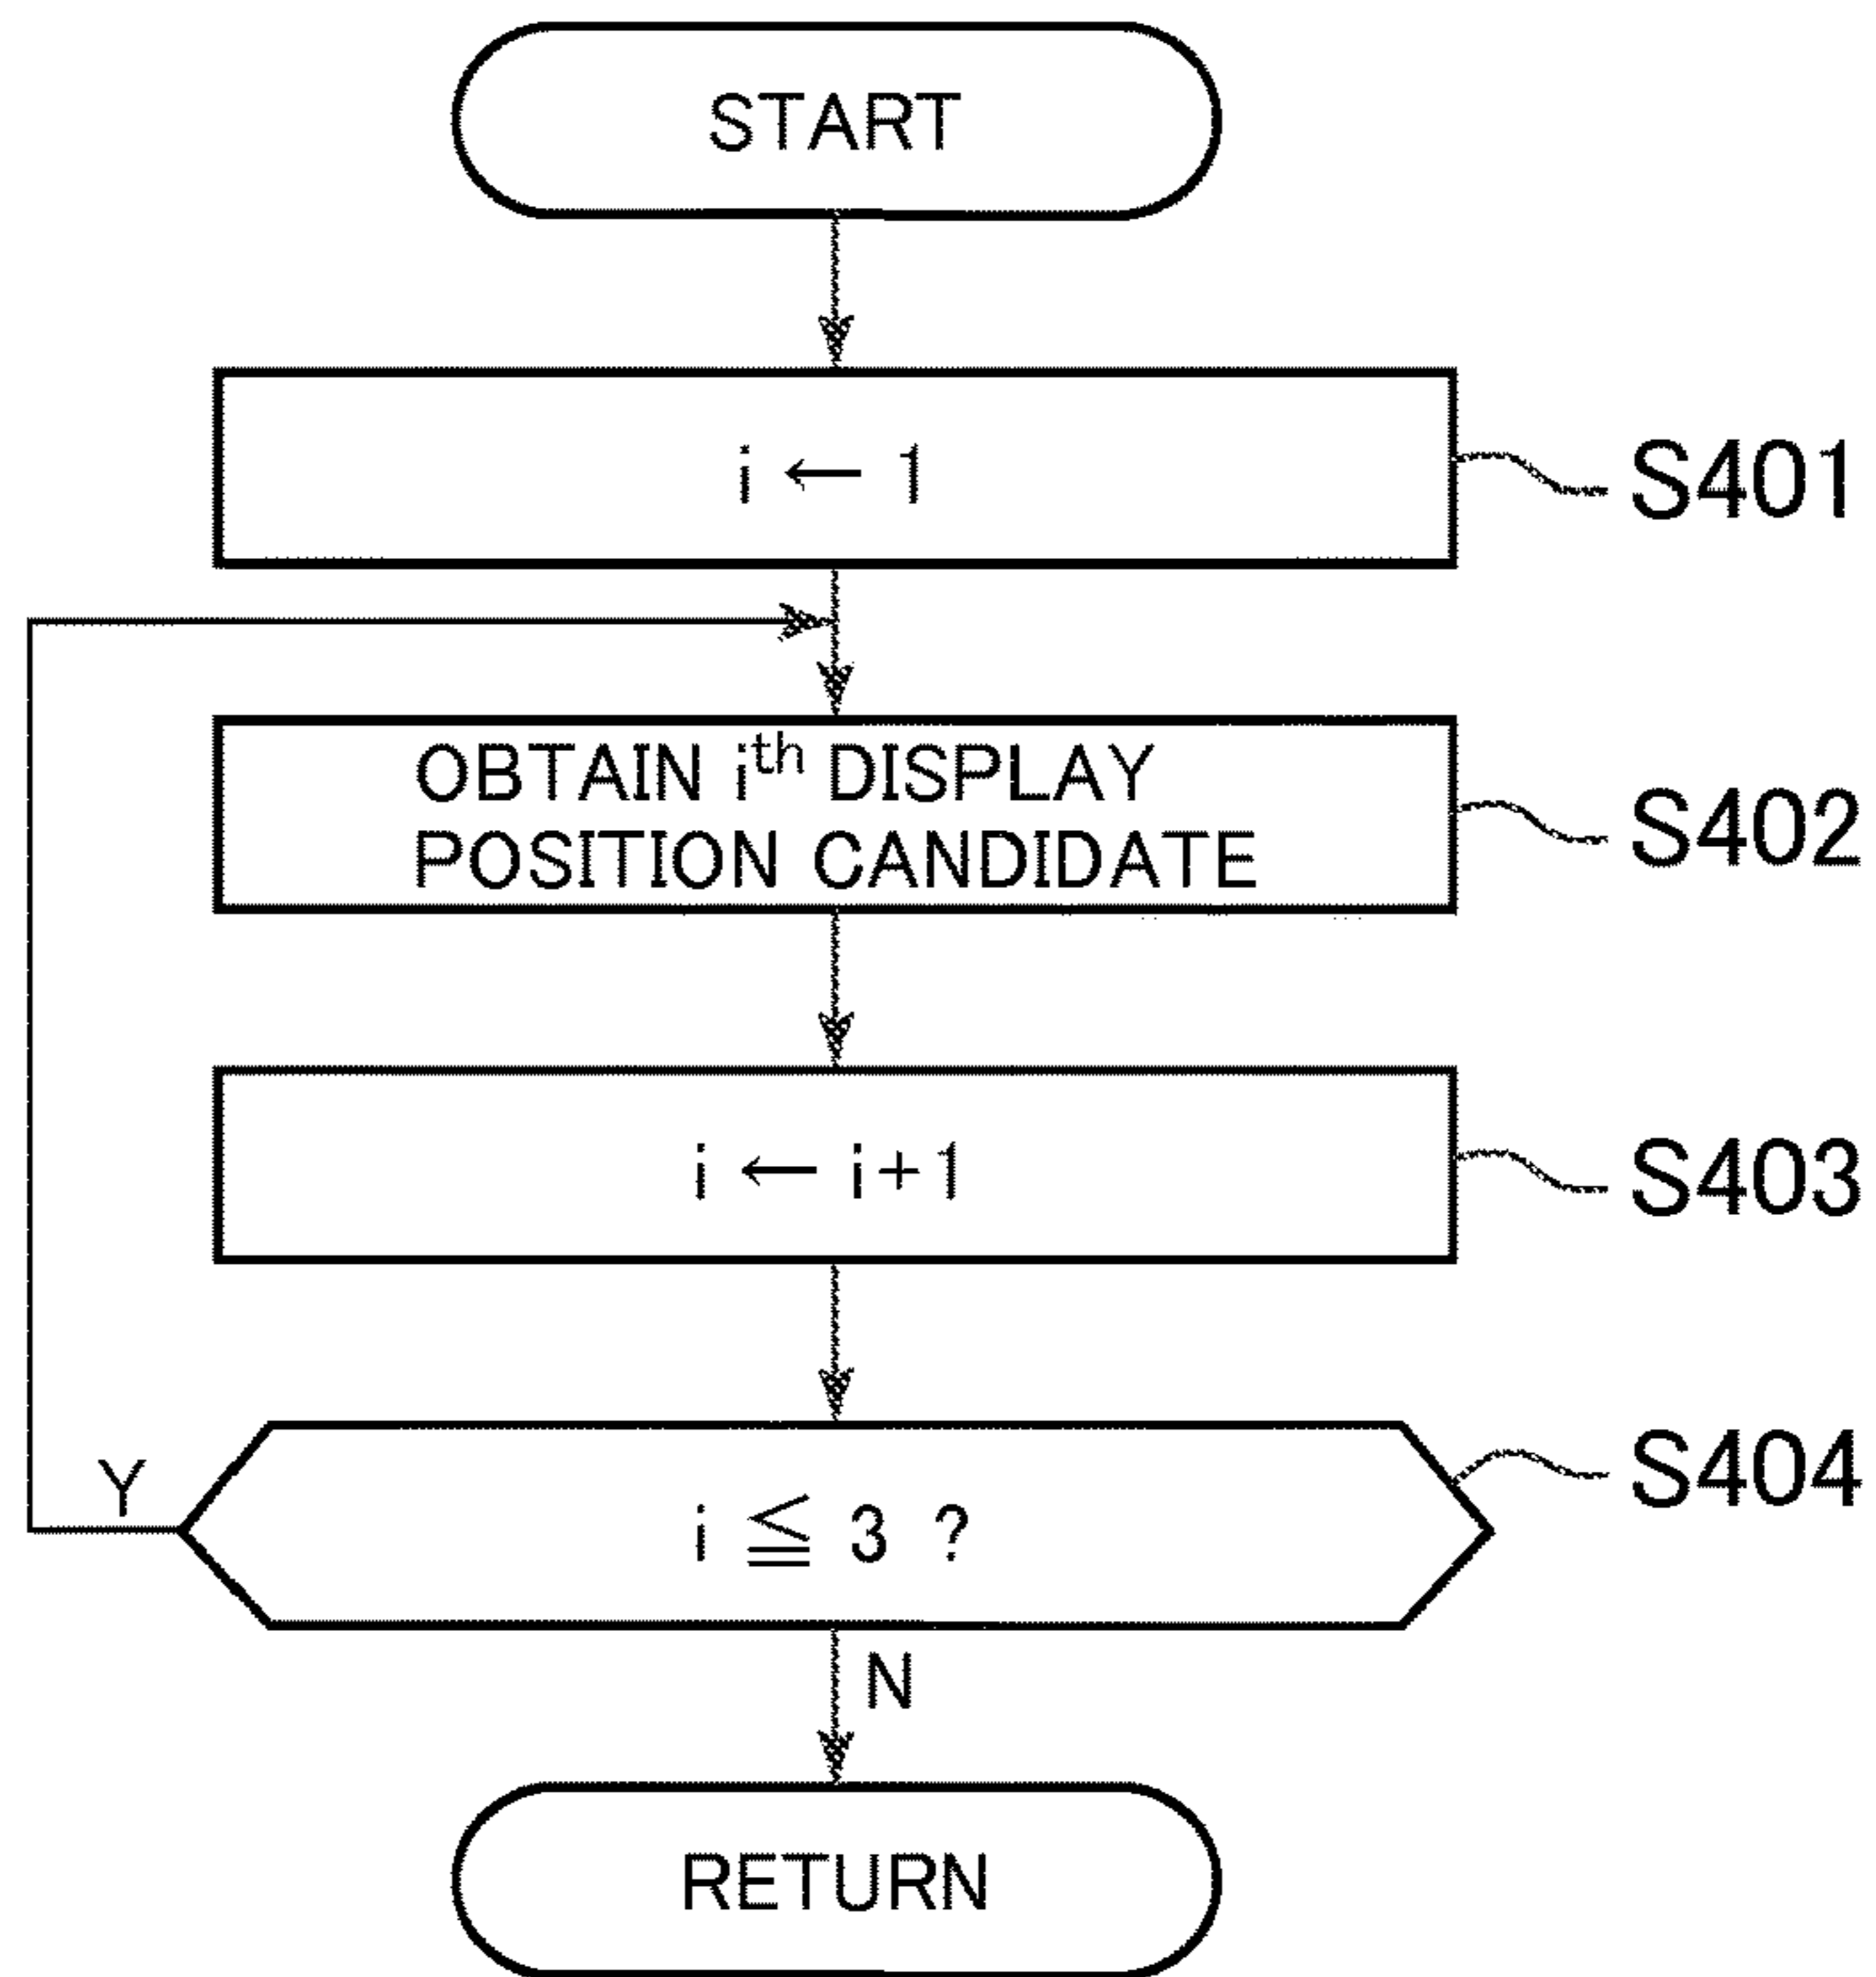 START
i ← 1
S401
OBTAIN ith DISPLAY
POSITION CANDIDATE
S402
i ← i+1
S403
i ≦ 3 ?
S404
Y
N
RETURN